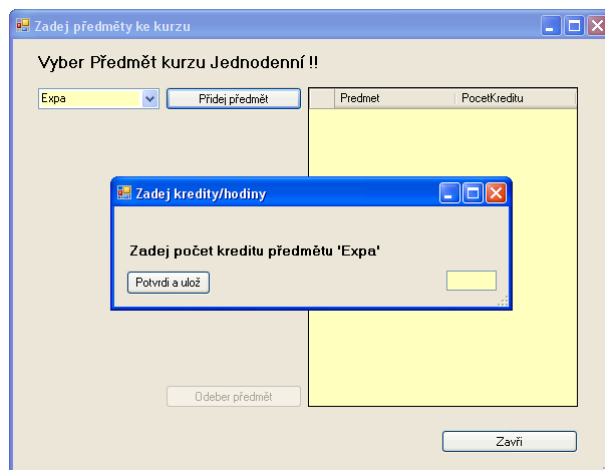 Zadej předměty ke kurzu
Vyber Předmět kurzu Jednodenní !!
Expa
Přidej předmět
Predmet PocetKreditu
Zadej kredity/hodiny
Zadej počet kreditu předmětu 'Expa'
Potvrdi a ulož
Odeber předmět
Zavři